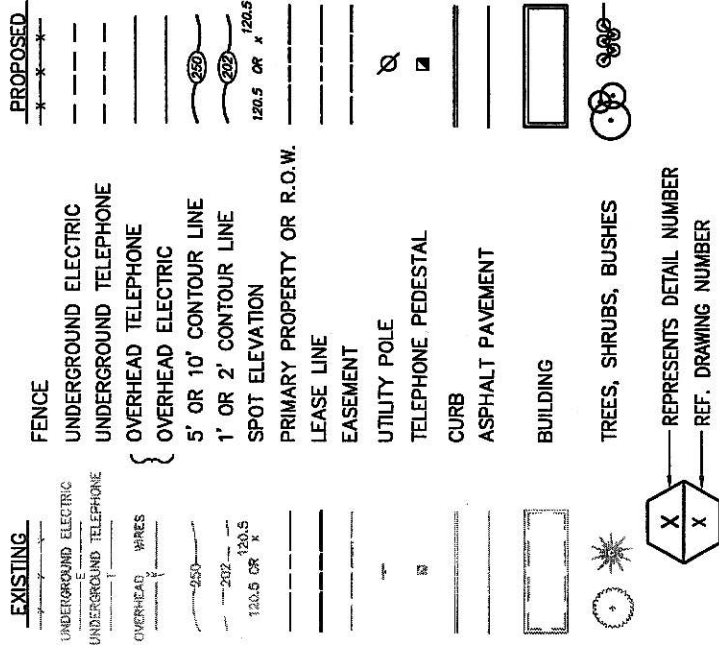 EXISTING PROPOSED
FENCE
UNDERGROUND ELECTRIC E UNDERGROUND ELECTRIC
UNDERGROUND TELEPHONE T UNDERGROUND TELEPHONE
OVERHEAD WIRES OVERHEAD TELEPHONE
OVERHEAD ELECTRIC
250 5' OR 10' CONTOUR LINE 250
202 1' OR 2' CONTOUR LINE 202
120.5 OR x 120.5 SPOT ELEVATION 120.5 OR x 120.5
PRIMARY PROPERTY OR R.O.W.
LEASE LINE
EASEMENT
UTILITY POLE
TELEPHONE PEDESTAL
CURB
ASPHALT PAVEMENT
BUILDING
TREES, SHRUBS, BUSHES
X REPRESENTS DETAIL NUMBER
X REF. DRAWING NUMBER